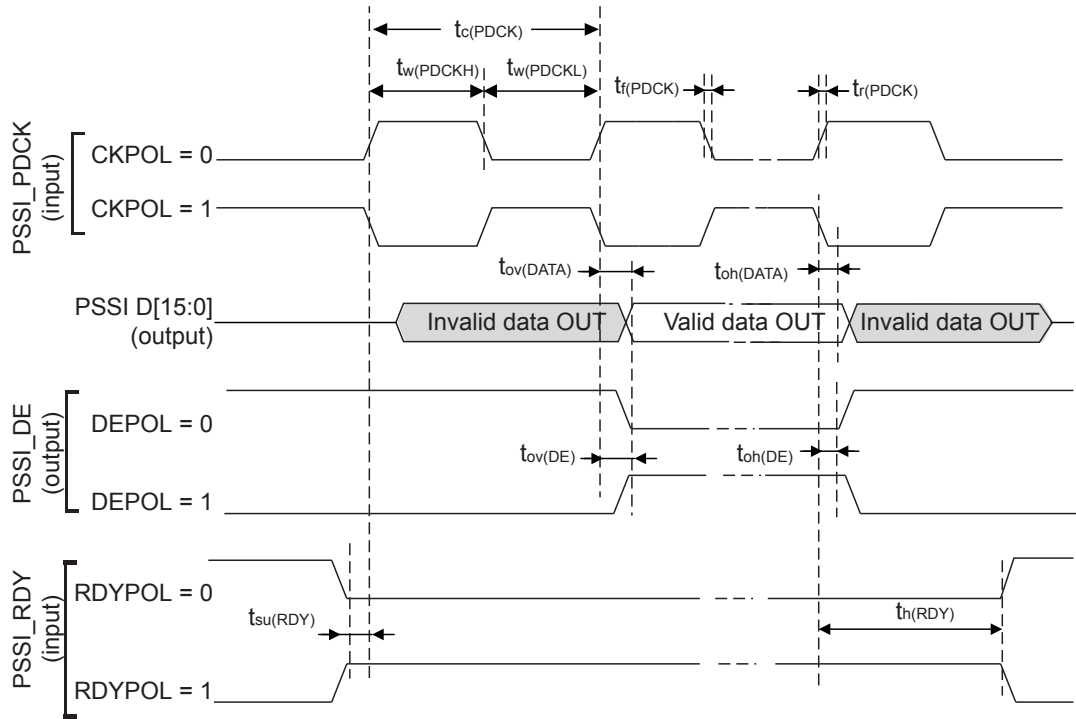 tc(PDCK)
tw(PDCKH)
tw(PDCKL)
tf(PDCK)
tr(PDCK)
PSSI_PDCK
(input)
CKPOL = 0
CKPOL = 1
tov(DATA)
toh(DATA)
PSSI D[15:0]
(output)
Invalid data OUT
Valid data OUT
Invalid data OUT
PSSI_DE
(output)
DEPOL = 0
tov(DE)
toh(DE)
DEPOL = 1
PSSI_RDY
(input)
RDYPOL = 0
tsu(RDY)
th(RDY)
RDYPOL = 1